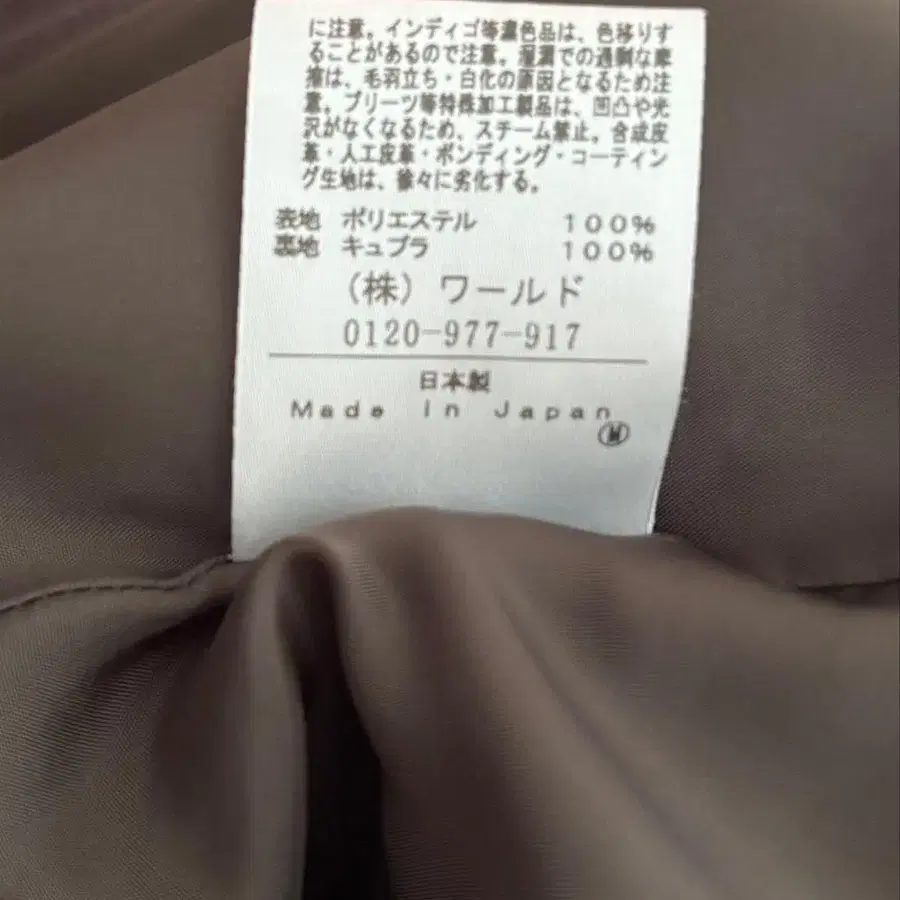 に注意。インディゴ等濃色品は、色移りす
ることがあるので注意。湿潤での過剰な摩
擦は、毛羽立ち・白化の原因となるため注
意。プリーツ等特殊加工製品は、凹凸や光
沢がなくなるため、スチーム禁止。合成皮
革・人工皮革・ボンディング・コーティン
グ生地は、徐々に劣化する。
表地 ポリエステル 100%
裏地 キュプラ 100%
(株) ワールド
0120-977-917
日本製
Made In Japan
Ⓜ